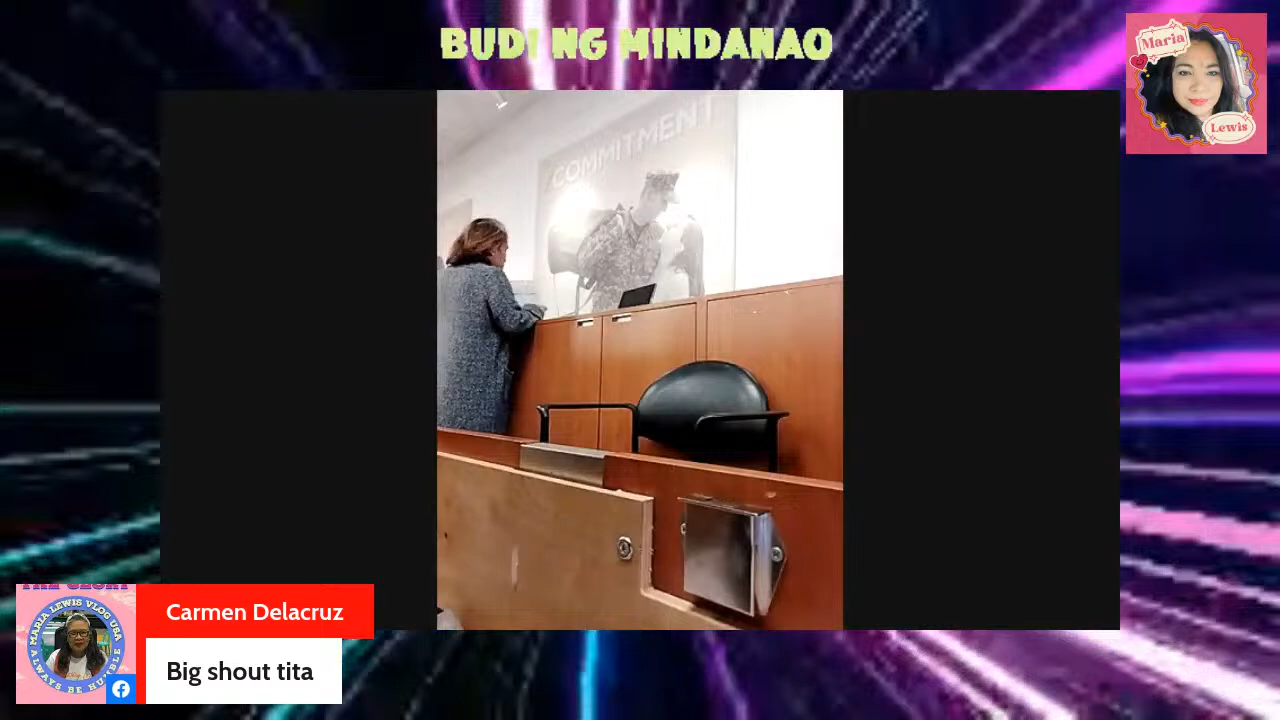 BUDI NG MINDANAO
Maria
Lewis
COMMITMENT
MARIA LEWIS VLOG USA
ALWAYS BE HUMBLE
Carmen Delacruz
Big shout tita